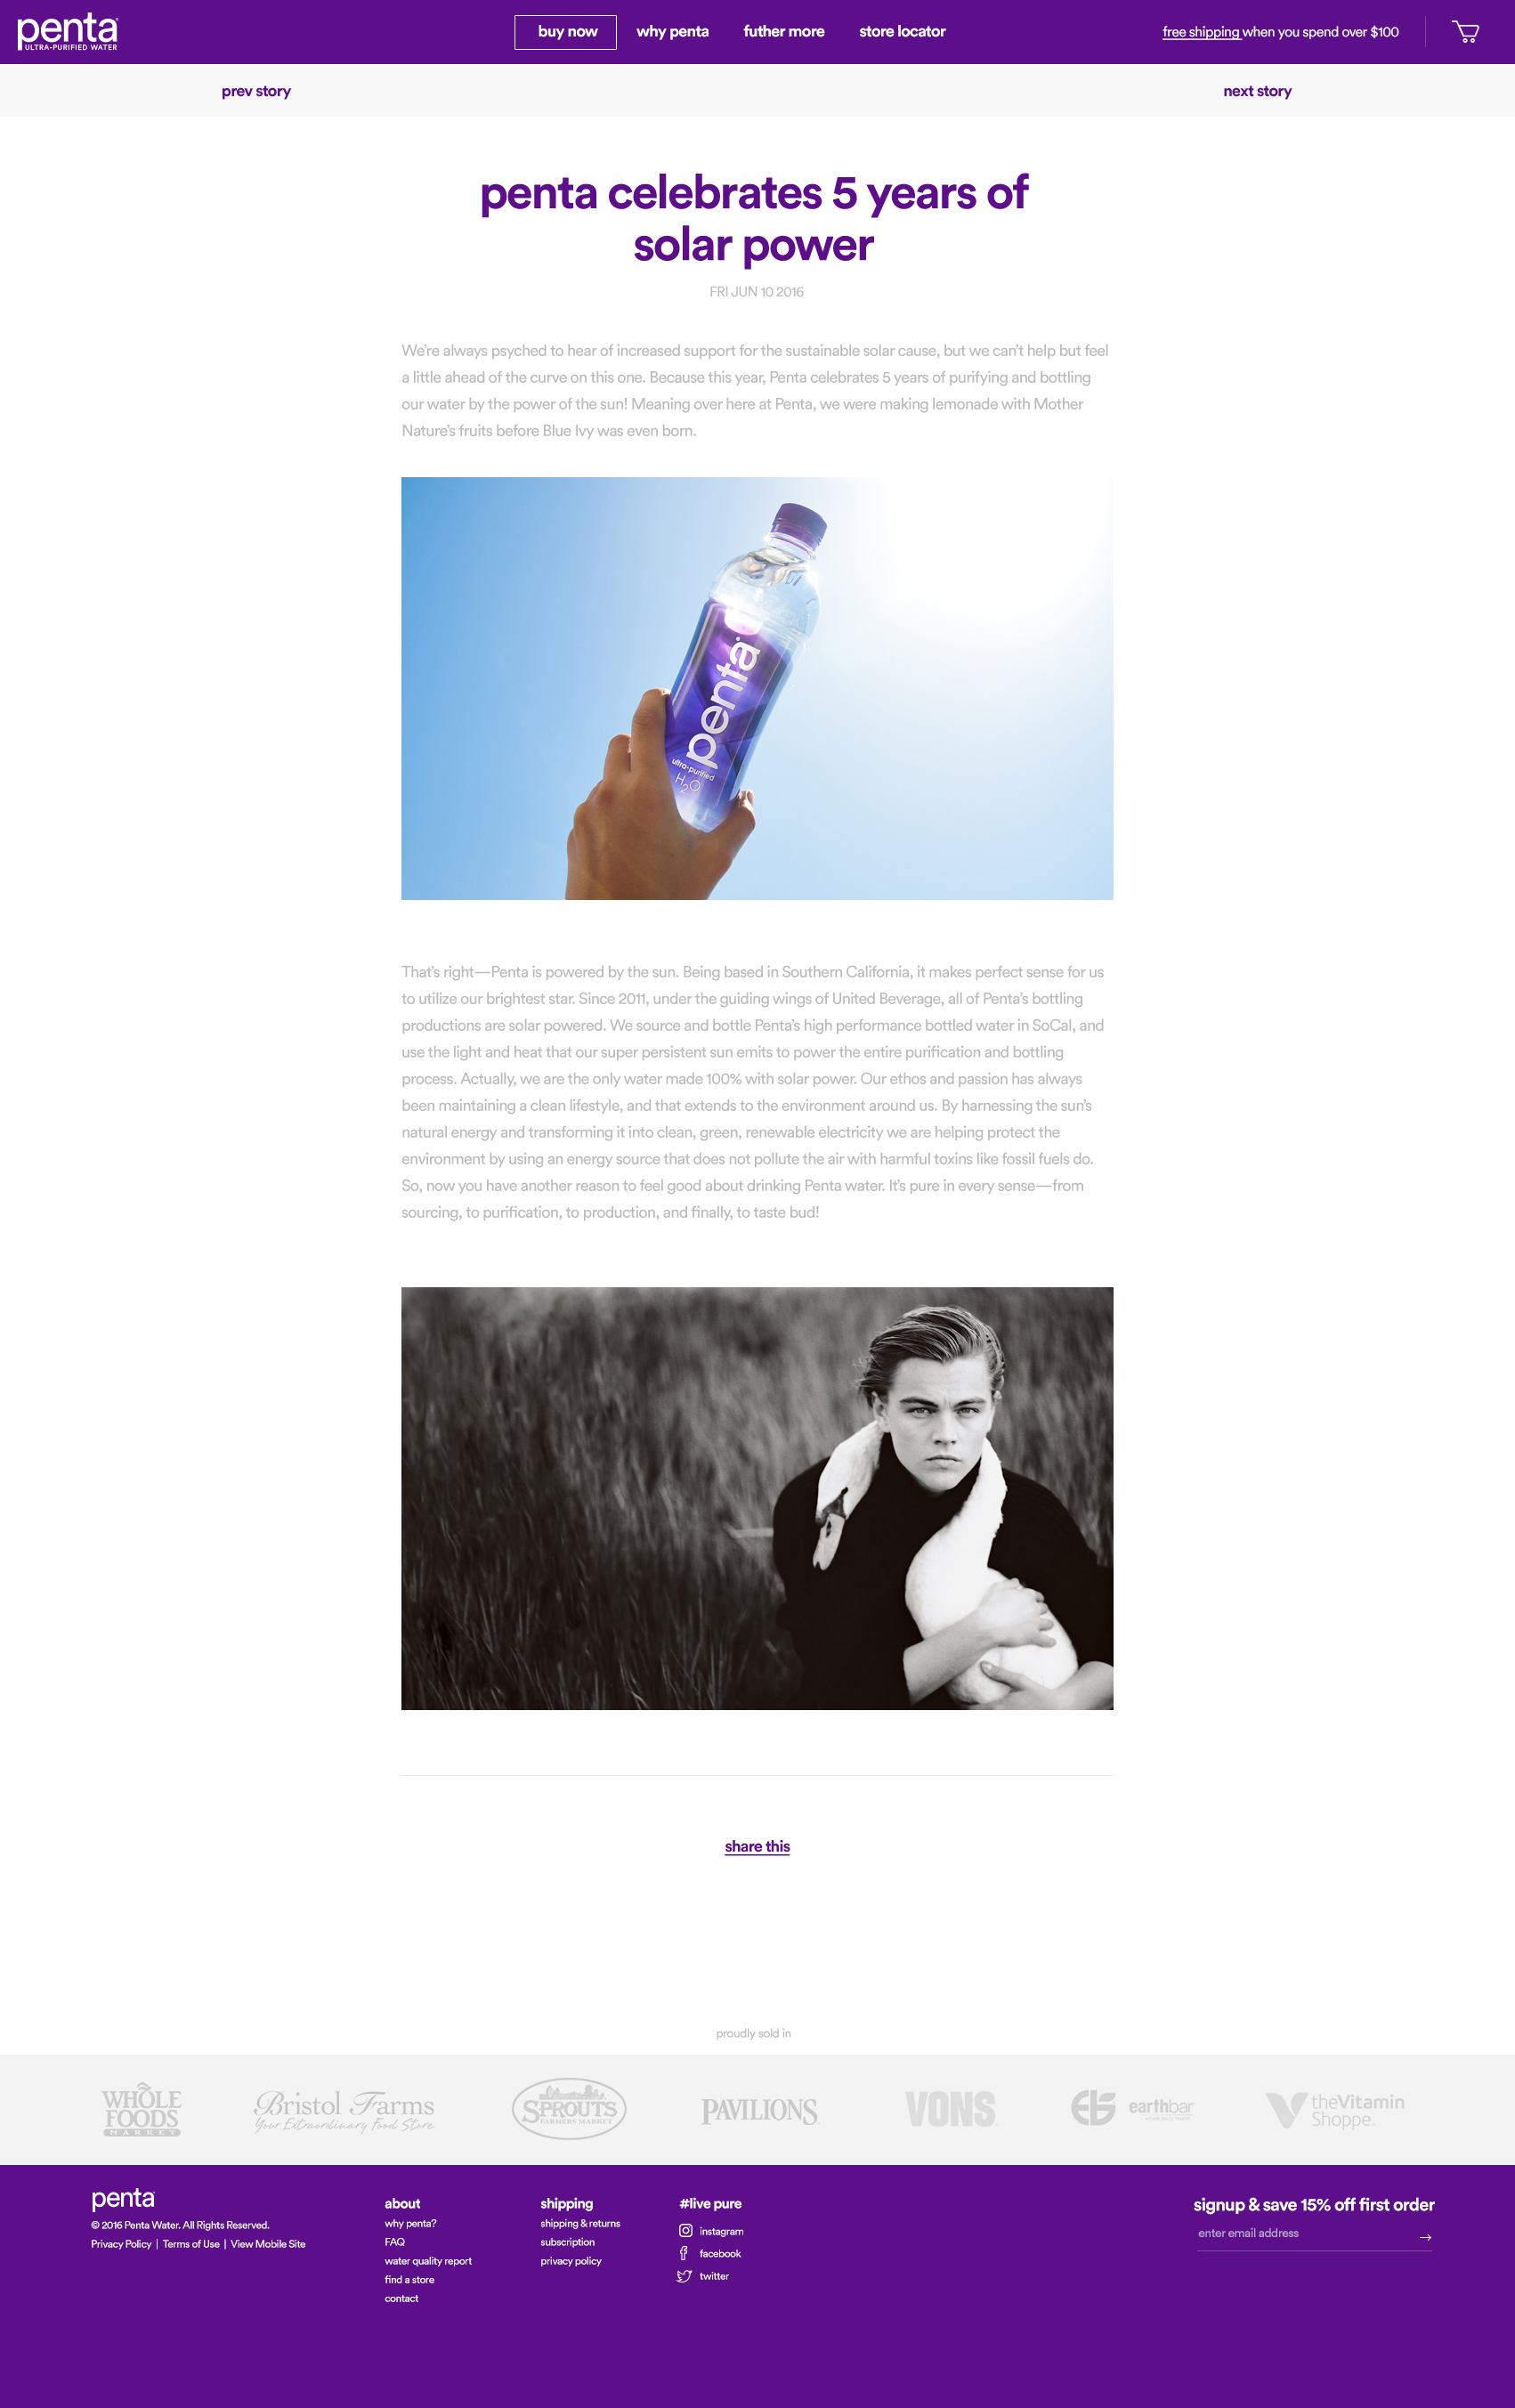 penta
ULTRA-PURIFIED WATER
buy now
why penta
futher more
store locator
free shipping when you spend over $100
prev story
next story
penta celebrates 5 years of
solar power
FRI JUN 10 2016
We're always psyched to hear of increased support for the sustainable solar cause, but we can't help but feel
a little ahead of the curve on this one. Because this year, Penta celebrates 5 years of purifying and bottling
our water by the power of the sun! Meaning over here at Penta, we were making lemonade with Mother
Nature's fruits before Blue Ivy was even born.
penta
ultra-purified
H2O
That's right—Penta is powered by the sun. Being based in Southern California, it makes perfect sense for us
to utilize our brightest star. Since 2011, under the guiding wings of United Beverage, all of Penta's bottling
productions are solar powered. We source and bottle Penta's high performance bottled water in SoCal, and
use the light and heat that our super persistent sun emits to power the entire purification and bottling
process. Actually, we are the only water made 100% with solar power. Our ethos and passion has always
been maintaining a clean lifestyle, and that extends to the environment around us. By harnessing the sun's
natural energy and transforming it into clean, green, renewable electricity we are helping protect the
environment by using an energy source that does not pollute the air with harmful toxins like fossil fuels do.
So, now you have another reason to feel good about drinking Penta water. It's pure in every sense—from
sourcing, to purification, to production, and finally, to taste bud!
share this
proudly sold in
WHOLE
FOODS
MARKET
Bristol Farms
Your Extraordinary Food Store
SPROUTS
FARMERS MARKET
PAVILIONS
VONS
earthbar
whole body health
theVitamin
Shoppe
penta
© 2016 Penta Water. All Rights Reserved.
Privacy Policy | Terms of Use | View Mobile Site
about
why penta?
FAQ
water quality report
find a store
contact
shipping
shipping & returns
subscription
privacy policy
#live pure
instagram
facebook
twitter
signup & save 15% off first order
enter email address